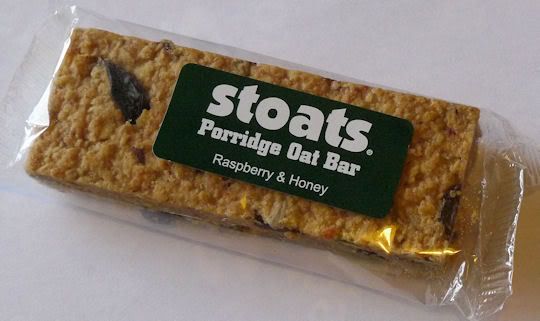 stoats®
Porridge Oat Bar
Raspberry & Honey